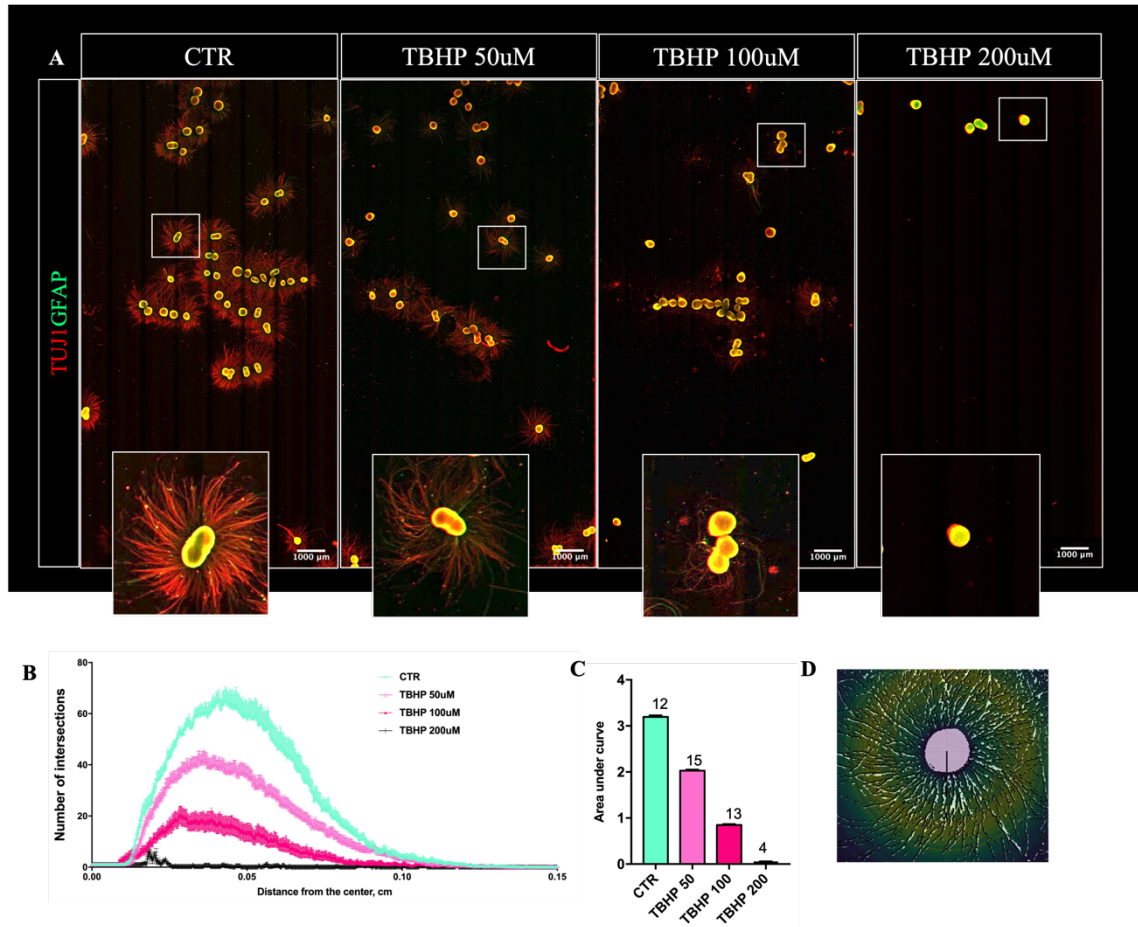 A
CTR
TBHP 50uM
TBHP 100uM
TBHP 200uM
TUJ1GFAP
1000 µm
1000 µm
1000 µm
1000 µm
B
80
60
40
20
0
Number of intersections
0.00
0.05
0.10
0.15
Distance from the center, cm
CTR
TBHP 50uM
TBHP 100uM
TBHP 200uM
C
4
3
2
1
0
Area under curve
12
15
13
4
CTR
TBHP 50
TBHP 100
TBHP 200
D